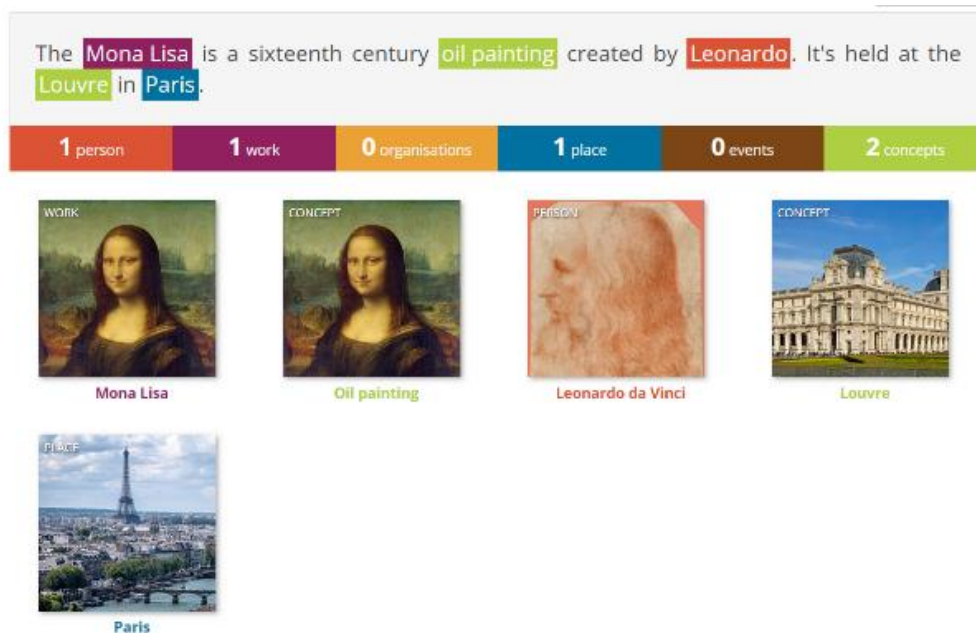 The Mona Lisa is a sixteenth century oil painting created by Leonardo. It's held at the
Louvre in Paris.
1 person 1 work 0 organisations 1 place 0 events 2 concepts
WORK CONCEPT PERSON CONCEPT
Mona Lisa Oil painting Leonardo da Vinci Louvre
PLACE
Paris